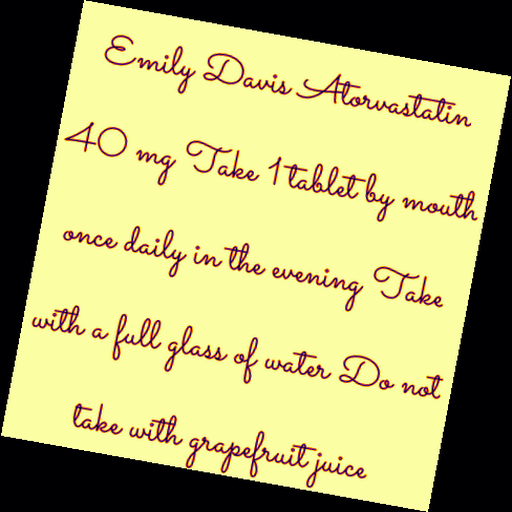 Emily Davis Atorvastatin
40 mg Take 1 tablet by mouth
once daily in the evening Take
with a full glass of water Do not
take with grapefruit juice